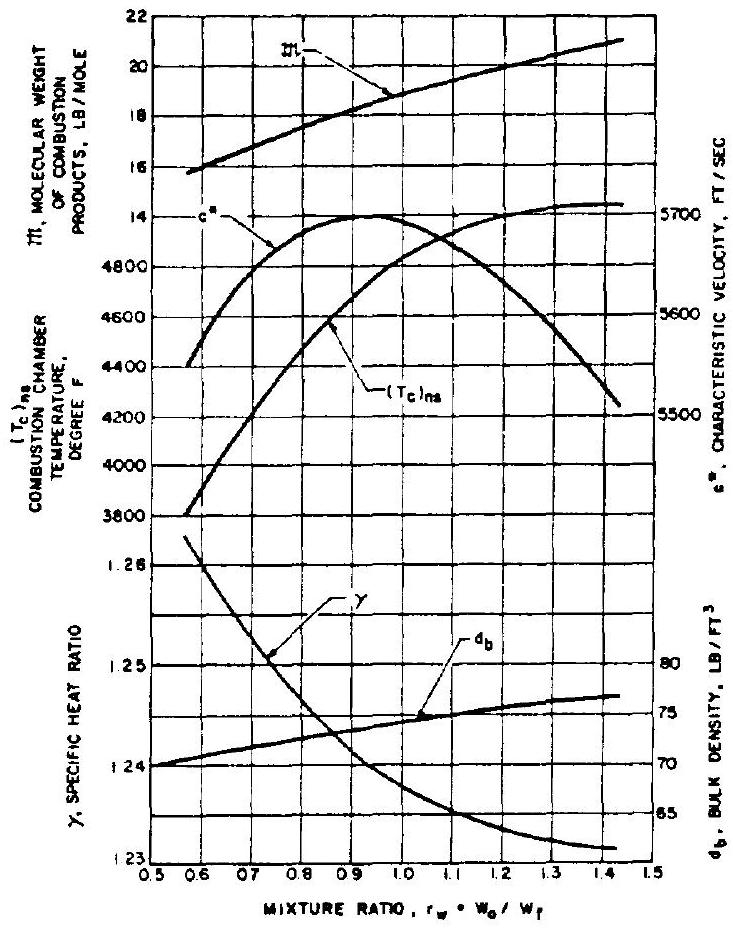 22
20
18
16
14
4800
4600
4400
4200
4000
3800
1.26
1.25
1.24
1.23
𝔐, MOLECULAR WEIGHT
OF COMBUSTION
PRODUCTS, LB/MOLE
(Tc)ns
COMBUSTION CHAMBER
TEMPERATURE,
DEGREE F
γ, SPECIFIC HEAT RATIO
𝔐
c*
(Tc)ns
γ
db
5700
5600
5500
80
75
70
65
c*, CHARACTERISTIC VELOCITY, FT/SEC
db, BULK DENSITY, LB/FT3
0.5 0.6 0.7 0.8 0.9 1.0 1.1 1.2 1.3 1.4 1.5
MIXTURE RATIO, rw = Wo/Wf